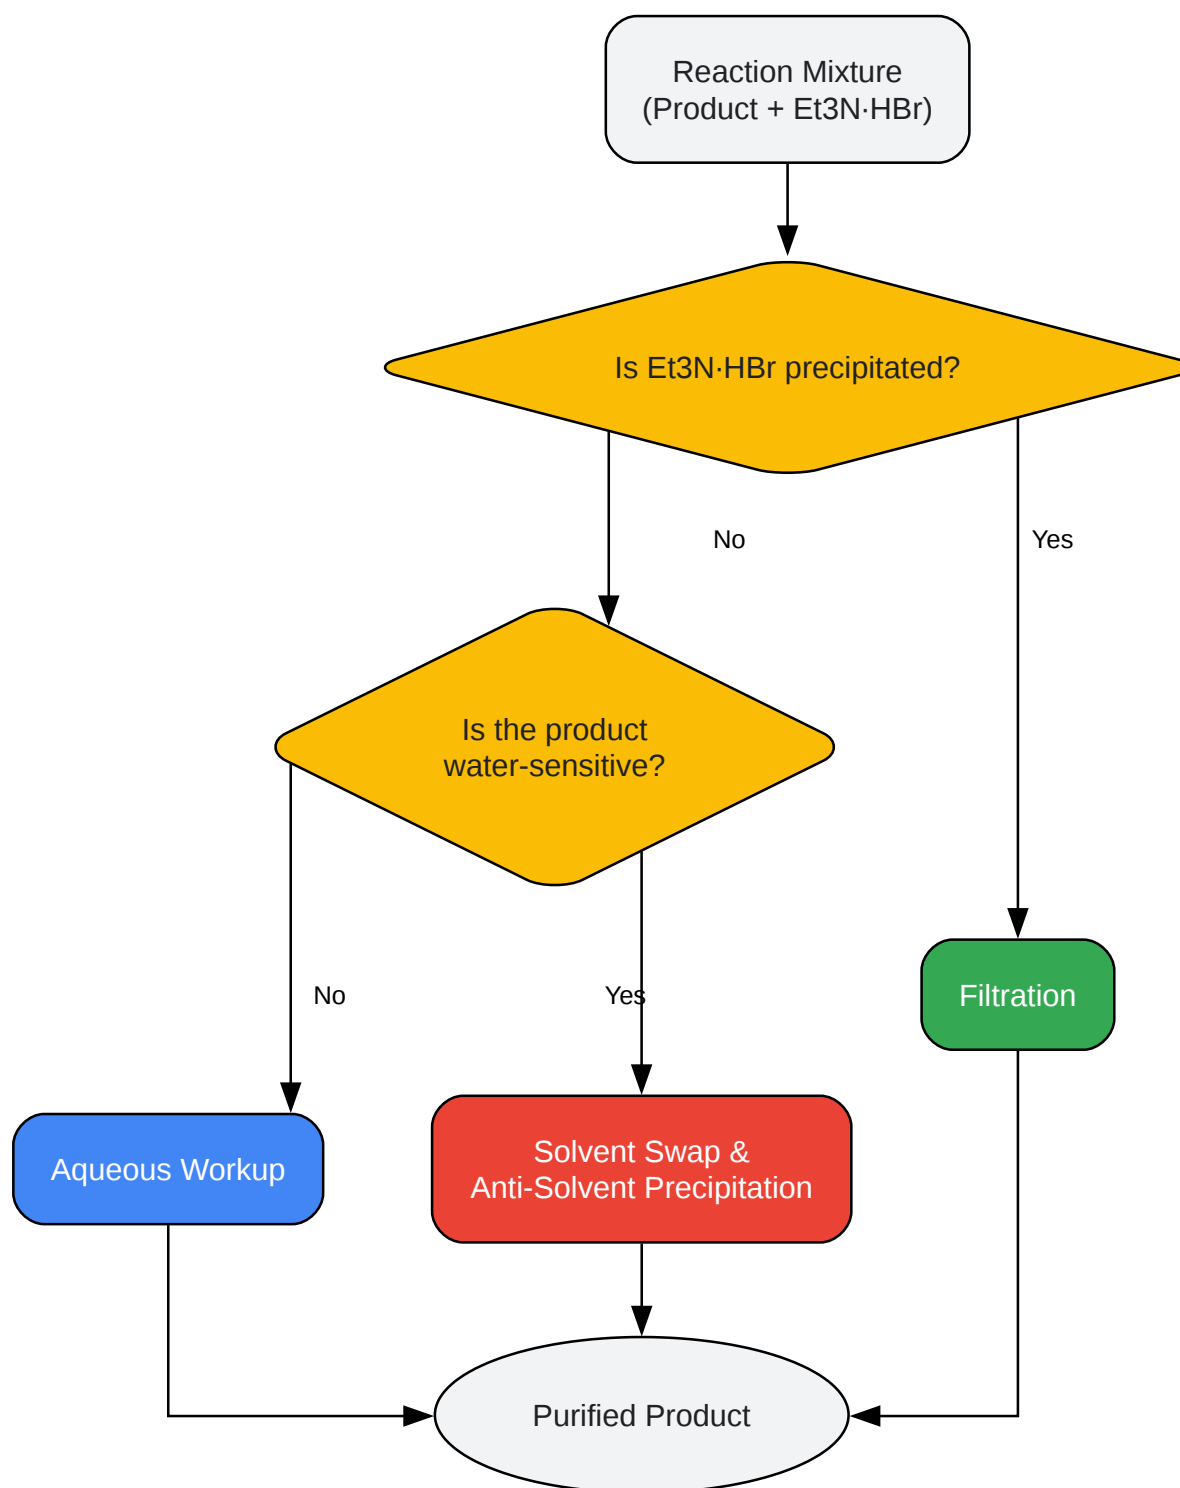 Reaction Mixture
(Product + Et3N·HBr)
Is Et3N·HBr precipitated?
No
Yes
Is the product
water-sensitive?
No
Yes
Filtration
Aqueous Workup
Solvent Swap &
Anti-Solvent Precipitation
Purified Product